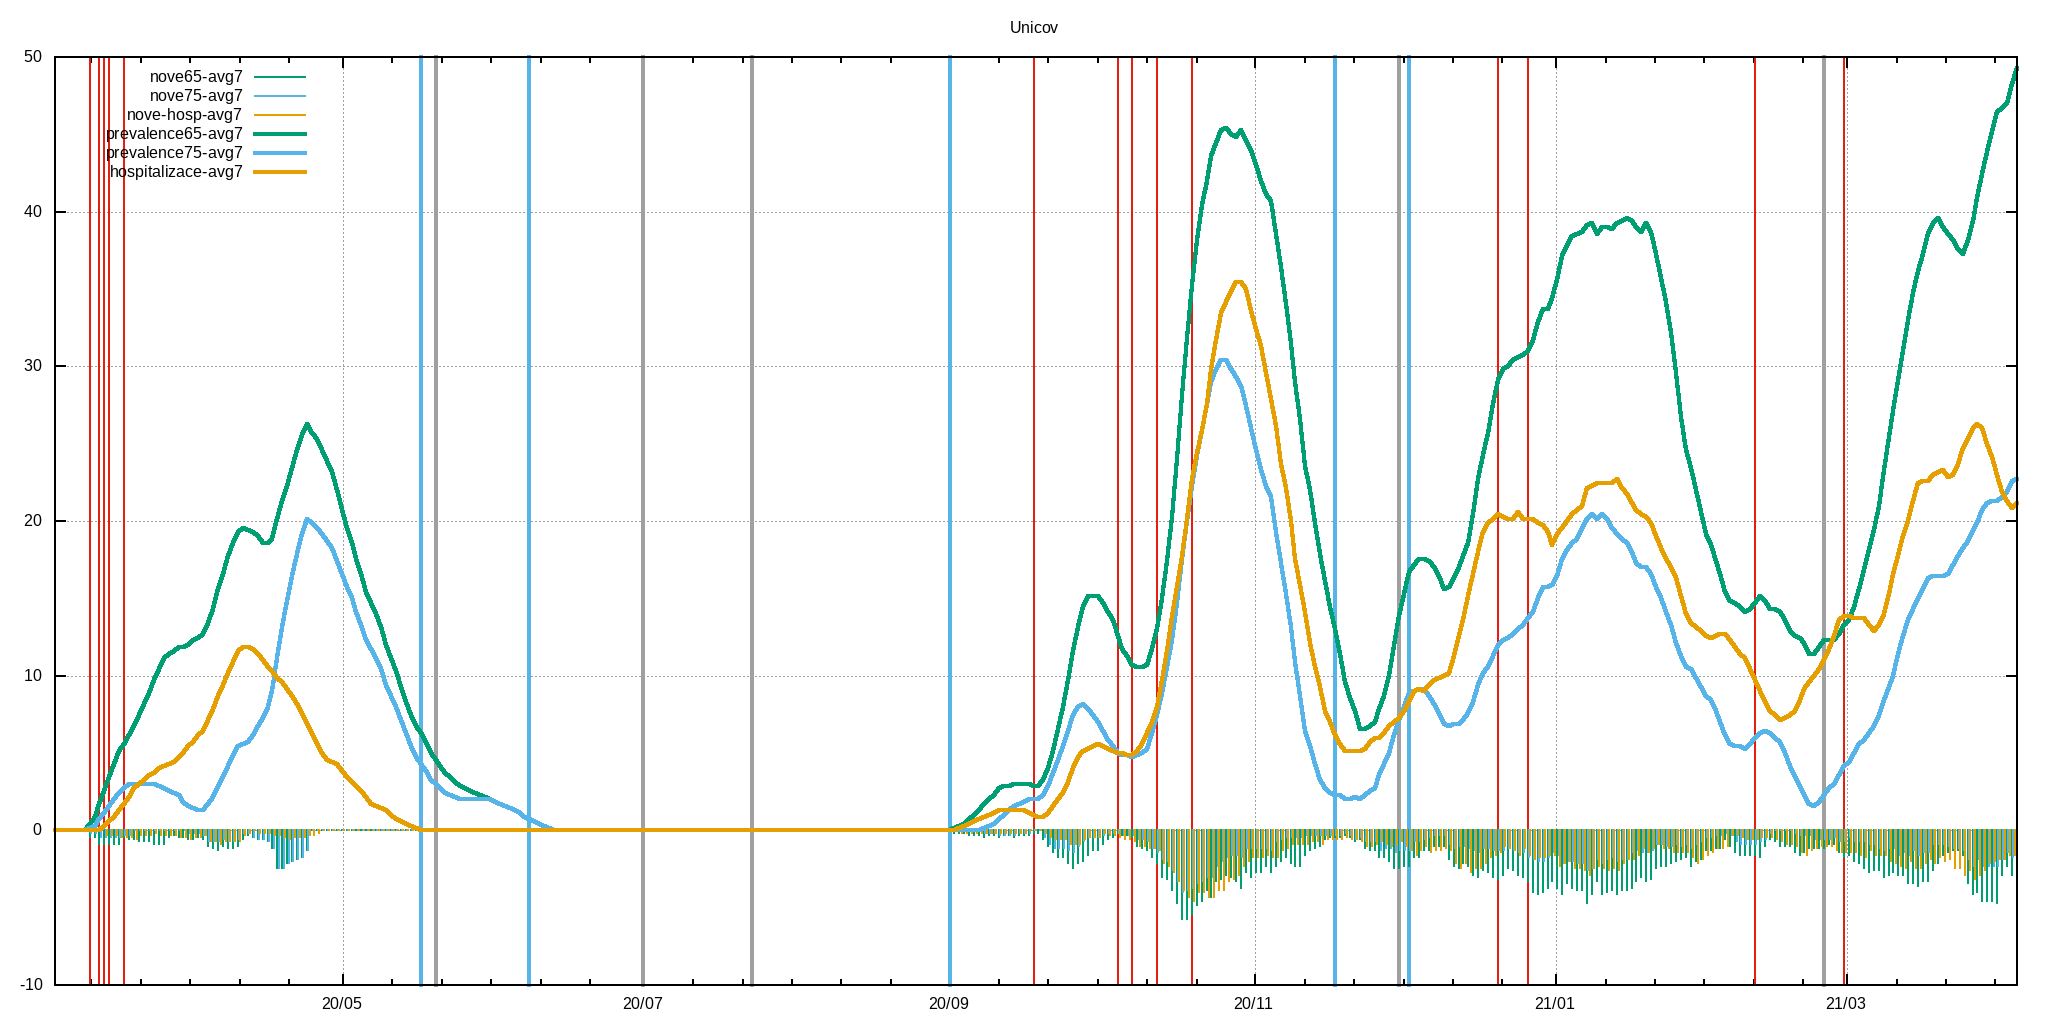 Unicov
50
nove65-avg7
nove75-avg7
nove-hosp-avg7
prevalence65-avg7
prevalence75-avg7
hospitalizace-avg7
40
30
20
10
0
-10
20/05 20/07 20/09 20/11 21/01 21/03